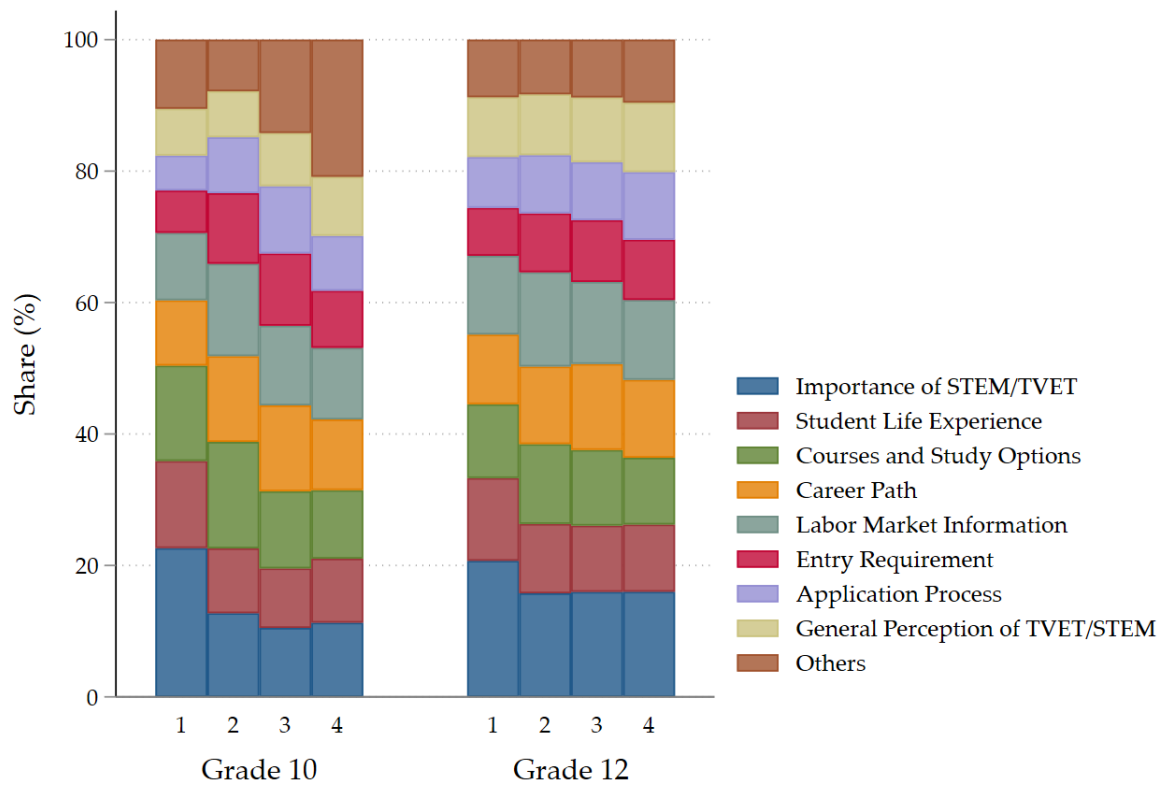 Share (%)
100
80
60
40
20
0
1 2 3 4 1 2 3 4
Grade 10 Grade 12
Importance of STEM/TVET
Student Life Experience
Courses and Study Options
Career Path
Labor Market Information
Entry Requirement
Application Process
General Perception of TVET/STEM
Others